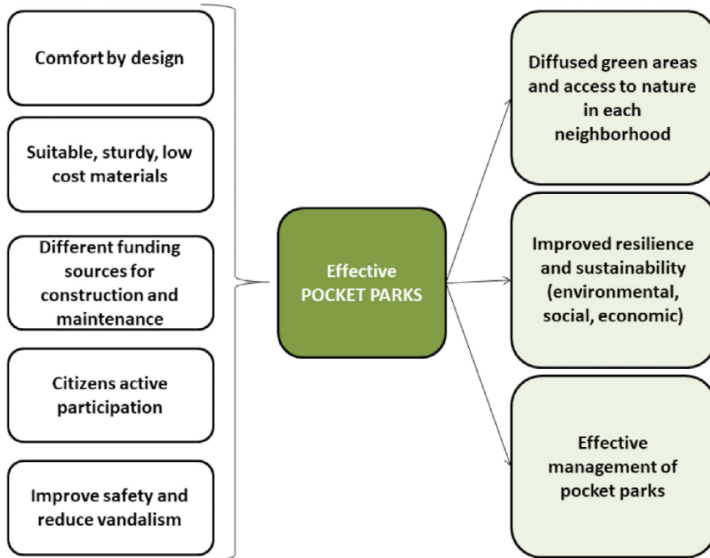 Comfort by design
Suitable, sturdy, low
cost materials
Different funding
sources for
construction and
maintenance
Citizens active
participation
Improve safety and
reduce vandalism
Effective
POCKET PARKS
Diffused green areas
and access to nature
in each
neighborhood
Improved resilience
and sustainability
(environmental,
social, economic)
Effective
management of
pocket parks